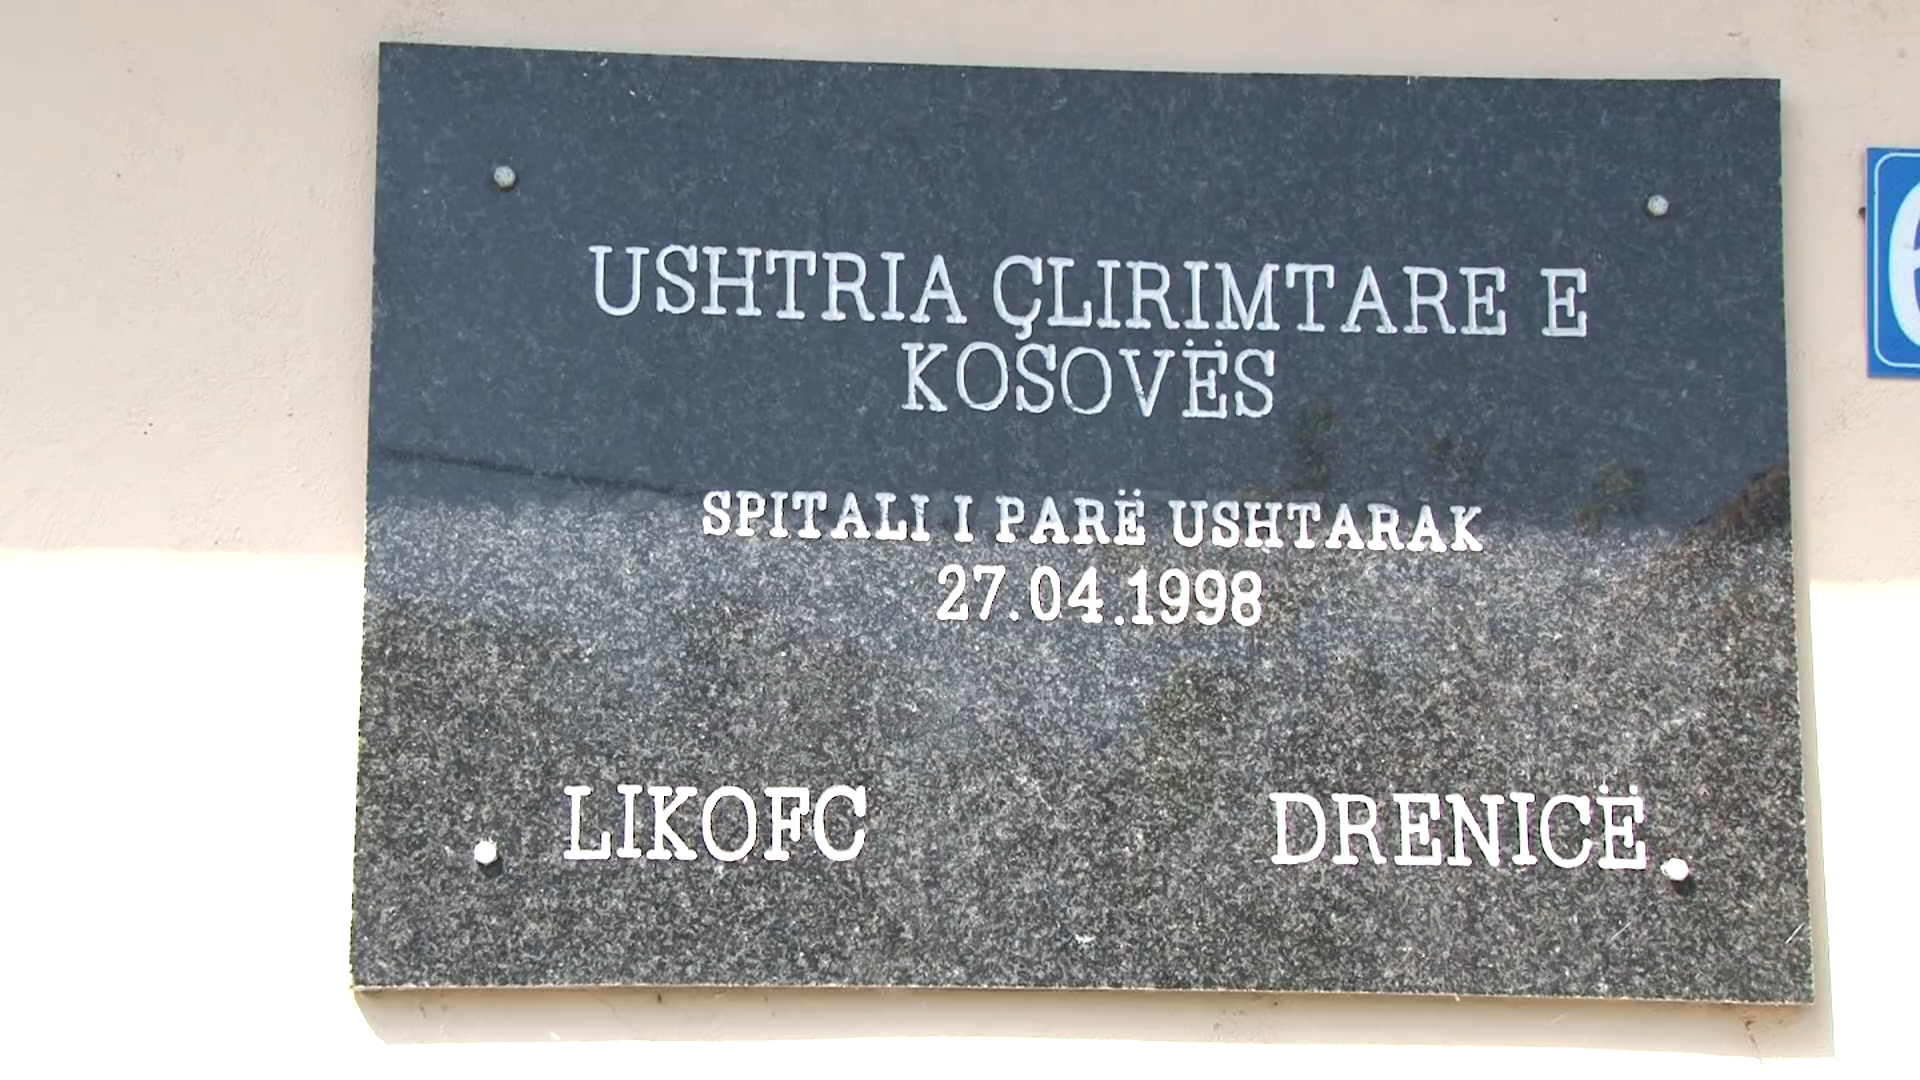 USHTRIA ÇLIRIMTARE E
KOSOVËS
SPITALI I PARË USHTARAK
27.04.1998
LIKOFC DRENICË